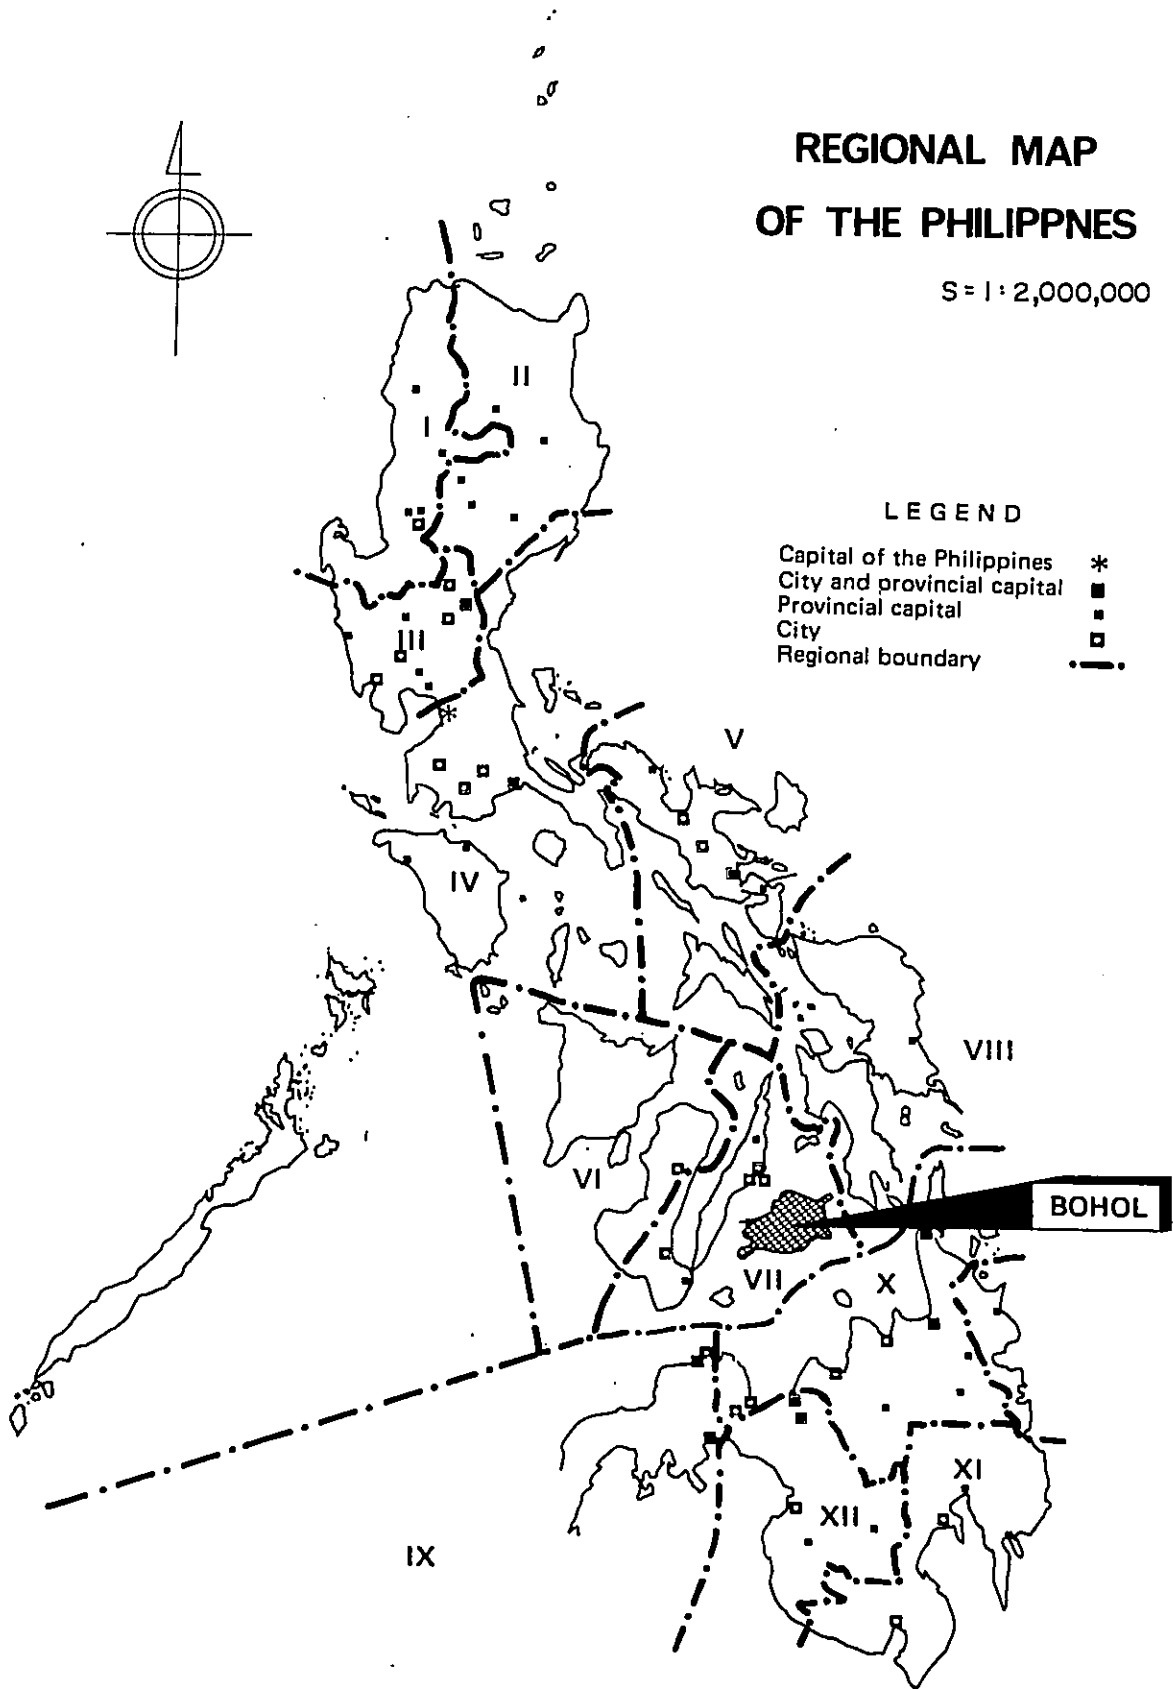 REGIONAL MAP
OF THE PHILIPPNES
S = 1 : 2,000,000
II
I
LEGEND
Capital of the Philippines *
City and provincial capital
Provincial capital
City
Regional boundary
III
V
IV
VIII
VI
BOHOL
VII
X
XI
XII
IX